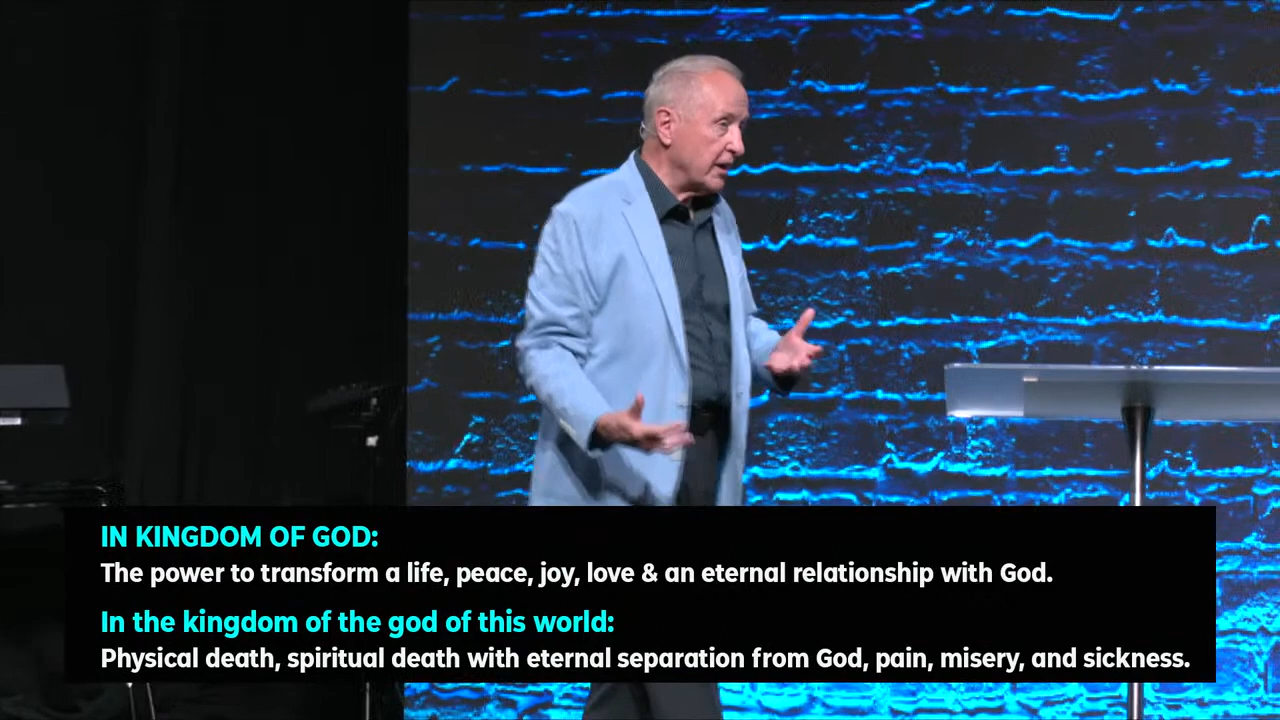 IN KINGDOM OF GOD:
The power to transform a life, peace, joy, love & an eternal relationship with God.
In the kingdom of the god of this world:
Physical death, spiritual death with eternal separation from God, pain, misery, and sickness.